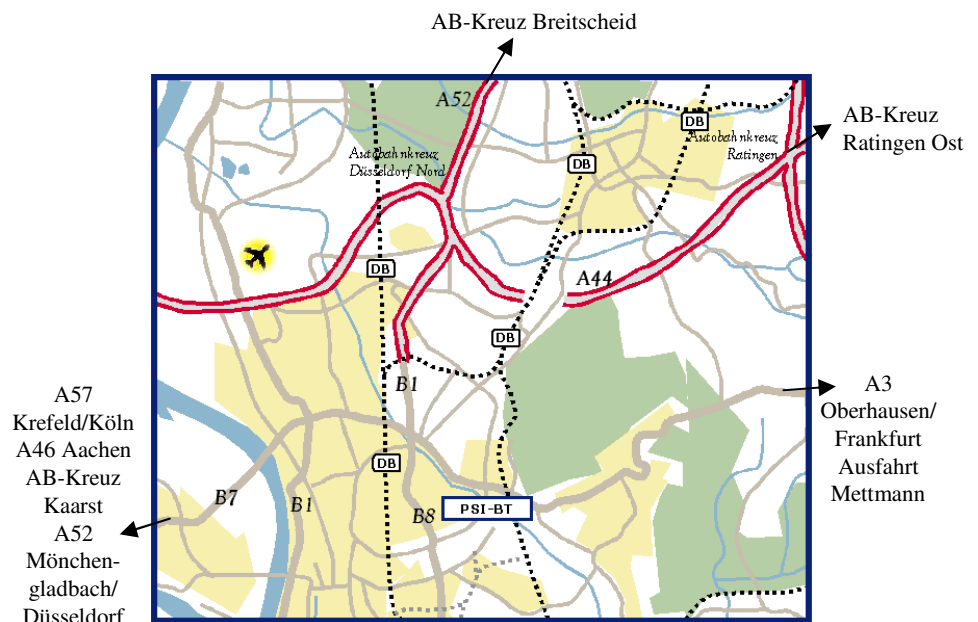 AB-Kreuz Breitscheid
A52
DB
AB-Kreuz
Ratingen Ost
Autobahnkreuz
Düsseldorf Nord
Autobahnkreuz
Ratingen
DB
DB
A44
DB
B1
A57
Krefeld/Köln
A46 Aachen
AB-Kreuz
Kaarst
A52
Mönchen-
gladbach/
Düsseldorf
A3
Oberhausen/
Frankfurt
Ausfahrt
Mettmann
DB
B7
B1
B8
PSI-BT